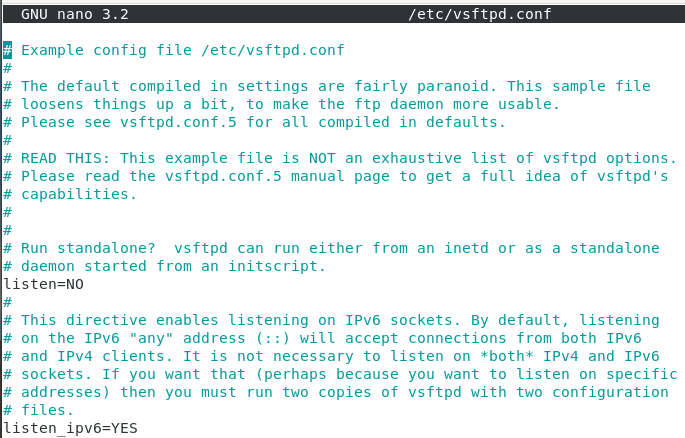 GNU nano 3.2 /etc/vsftpd.conf
# Example config file /etc/vsftpd.conf
#
# The default compiled in settings are fairly paranoid. This sample file
# loosens things up a bit, to make the ftp daemon more usable.
# Please see vsftpd.conf.5 for all compiled in defaults.
#
# READ THIS: This example file is NOT an exhaustive list of vsftpd options.
# Please read the vsftpd.conf.5 manual page to get a full idea of vsftpd's
# capabilities.
#
#
# Run standalone?  vsftpd can run either from an inetd or as a standalone
# daemon started from an initscript.
listen=NO
#
# This directive enables listening on IPv6 sockets. By default, listening
# on the IPv6 "any" address (::) will accept connections from both IPv6
# and IPv4 clients. It is not necessary to listen on *both* IPv4 and IPv6
# sockets. If you want that (perhaps because you want to listen on specific
# addresses) then you must run two copies of vsftpd with two configuration
# files.
listen_ipv6=YES